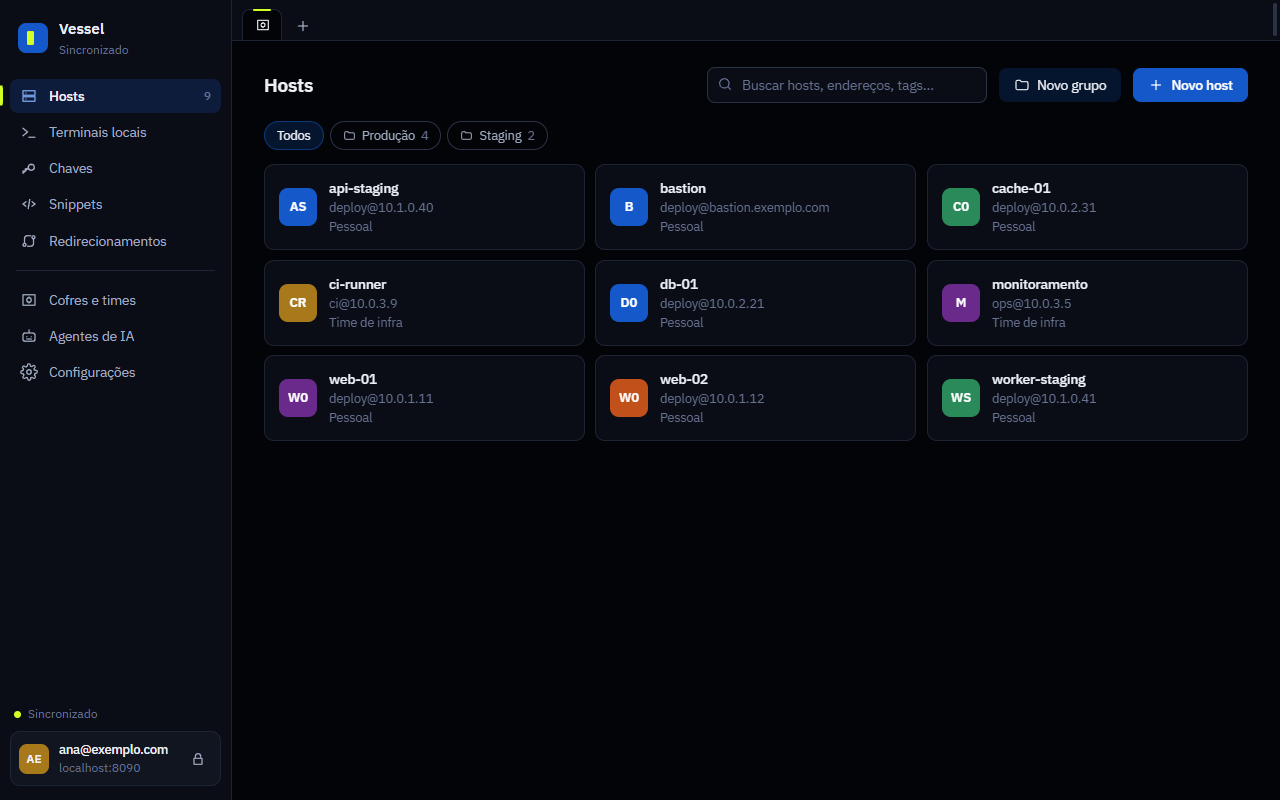 Vessel
Sincronizado
Hosts 9
Terminais locais
Chaves
Snippets
Redirecionamentos
Cofres e times
Agentes de IA
Configurações
Sincronizado
AE
ana@exemplo.com
localhost:8090
Hosts
Buscar hosts, endereços, tags...
Novo grupo
Novo host
Todos
Produção 4
Staging 2
AS
api-staging
deploy@10.1.0.40
Pessoal
B
bastion
deploy@bastion.exemplo.com
Pessoal
C0
cache-01
deploy@10.0.2.31
Pessoal
CR
ci-runner
ci@10.0.3.9
Time de infra
D0
db-01
deploy@10.0.2.21
Pessoal
M
monitoramento
ops@10.0.3.5
Time de infra
W0
web-01
deploy@10.0.1.11
Pessoal
W0
web-02
deploy@10.0.1.12
Pessoal
WS
worker-staging
deploy@10.1.0.41
Pessoal